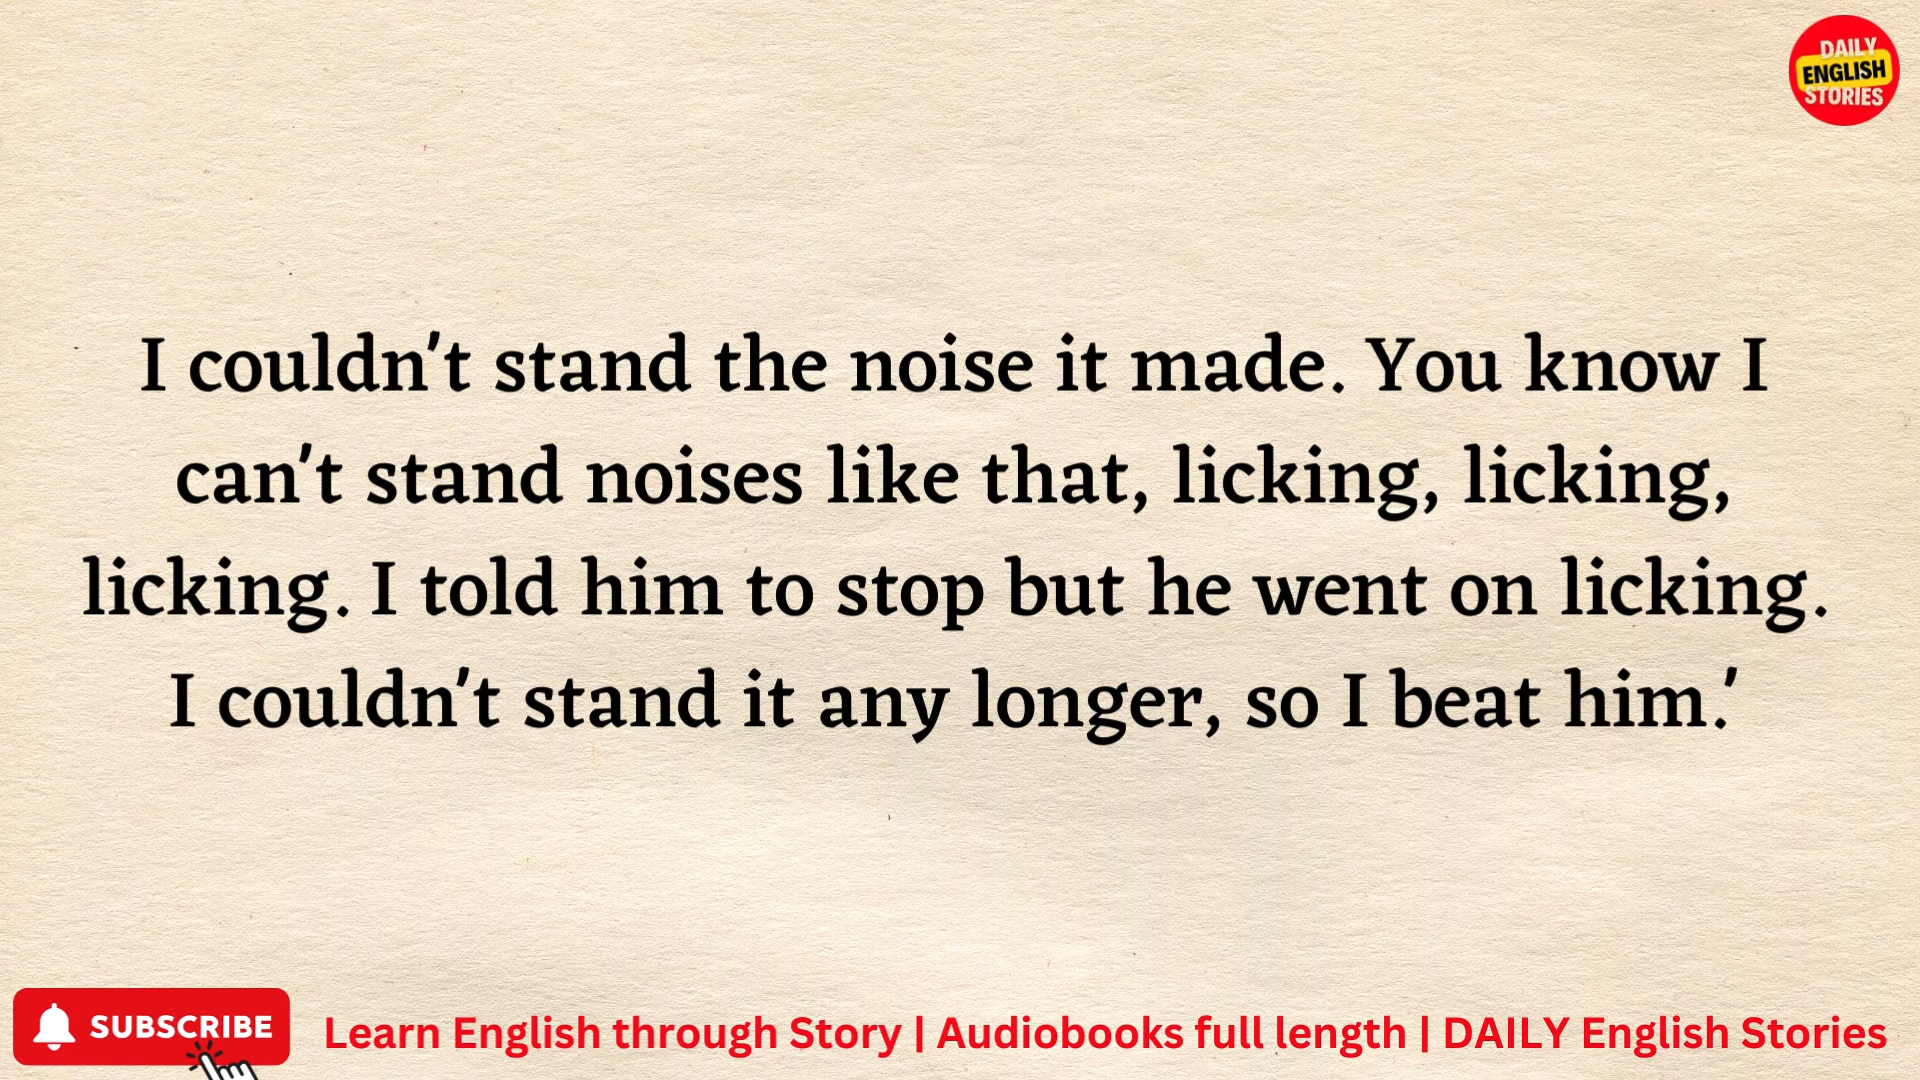 DAILY
ENGLISH
STORIES
I couldn't stand the noise it made. You know I
can't stand noises like that, licking, licking,
licking. I told him to stop but he went on licking.
I couldn't stand it any longer, so I beat him.'
SUBSCRIBE
Learn English through Story | Audiobooks full length | DAILY English Stories